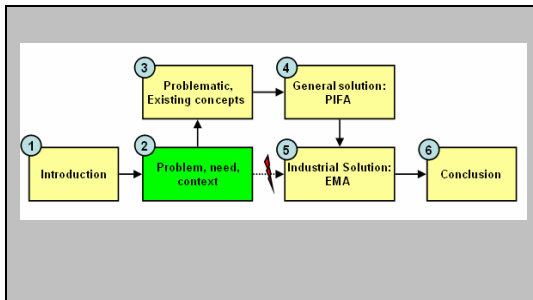 3
Problematic,
Existing concepts
4
General solution:
PIFA
1
Introduction
2
Problem, need,
context
5
Industrial Solution:
EMA
6
Conclusion